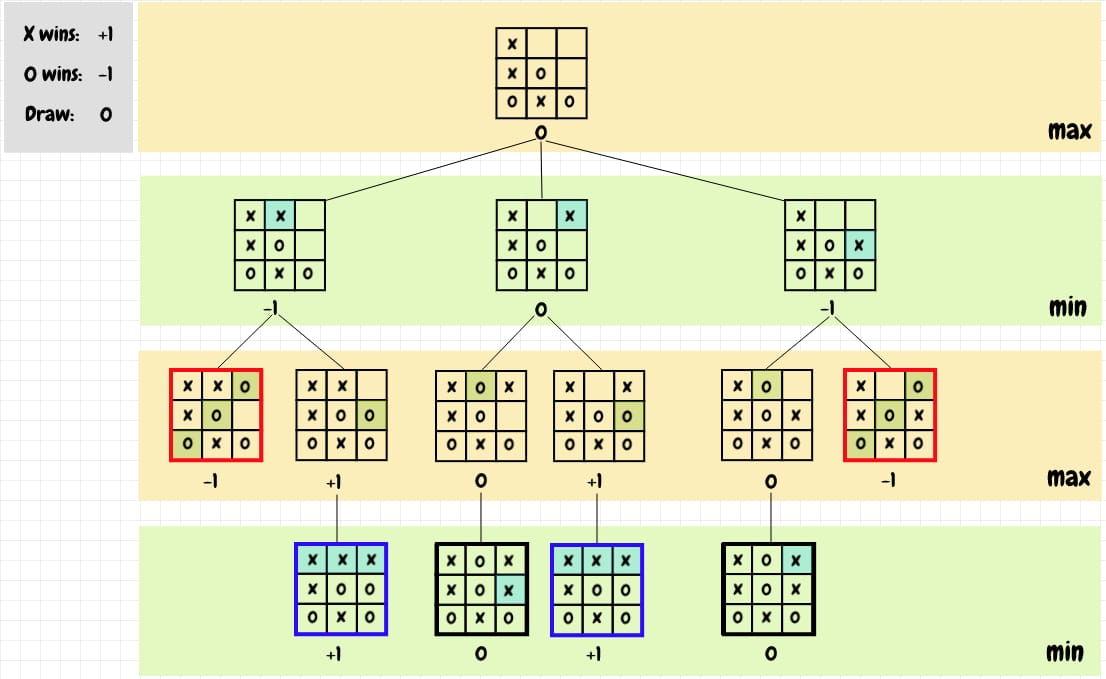 X wins: +1
O wins: -1
Draw: 0
X
X O
O X O
0
max
X X
X O
O X O
X X
X O
O X O
X
X O X
O X O
-1 0 -1
min
X X O
X O
O X O
X X
X O O
O X O
X O X
X O
O X O
X X
X O O
O X O
X O
X O X
O X O
X O
X O X
O X O
-1 +1 0 +1 0 -1
max
X X X
X O O
O X O
X O X
X O X
O X O
X X X
X O O
O X O
X O X
X O X
O X O
+1 0 +1 0
min